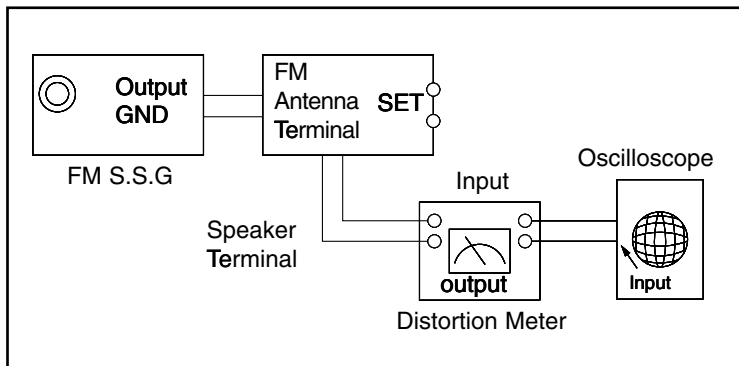 Output
GND
FM S.S.G
FM
Antenna
Terminal
SET
Speaker
Terminal
Input
output
Distortion Meter
Oscilloscope
Input